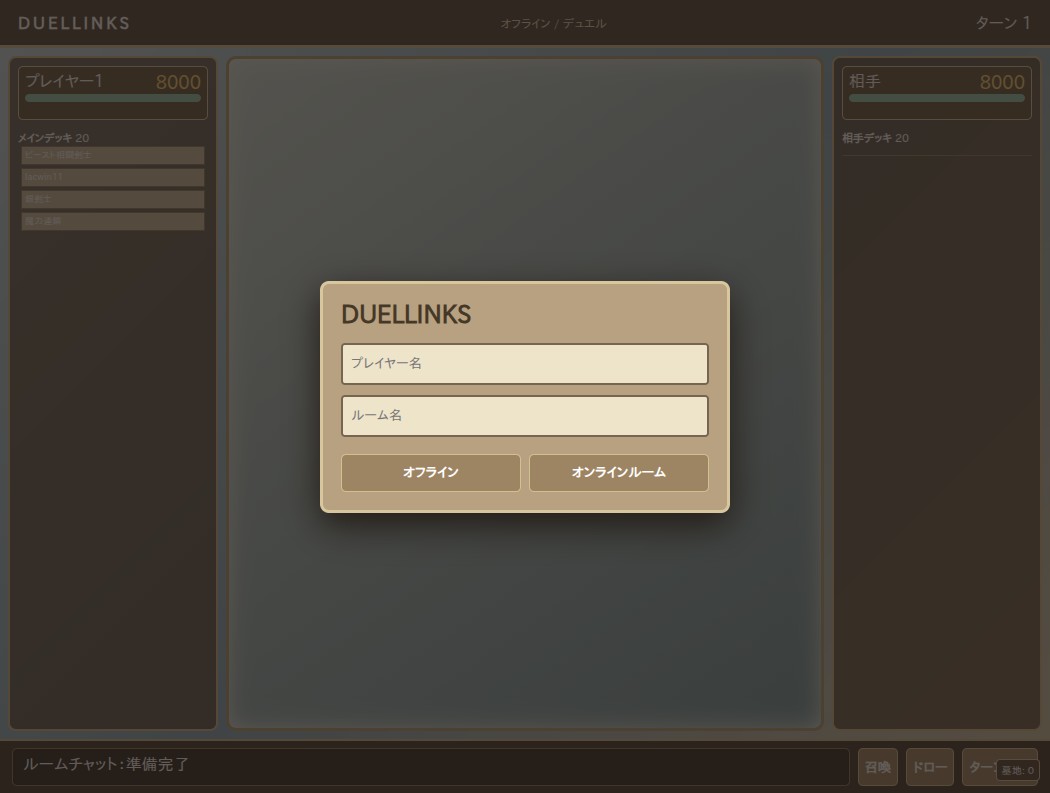 DUELLINKS
オフライン / デュエル
ターン 1
プレイヤー1
8000
メインデッキ 20
相手
8000
相手デッキ 20
DUELLINKS
プレイヤー名
ルーム名
オフライン
オンラインルーム
ルームチャット：準備完了
召喚
ドロー
ター
墓地: 0